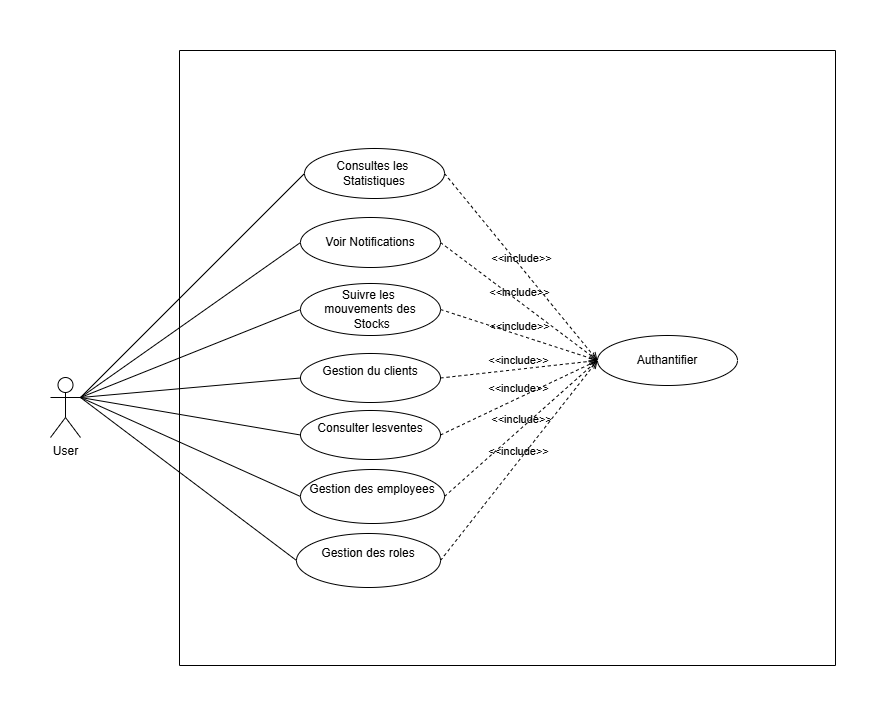 Consultes les
Statistiques
Voir Notifications
<<include>>
<<include>>
Suivre les
mouvements des
Stocks
<<include>>
Authantifier
Gestion du clients
<<include>>
<<include>>
Consulter lesventes
<<include>>
User
<<include>>
Gestion des employees
Gestion des roles